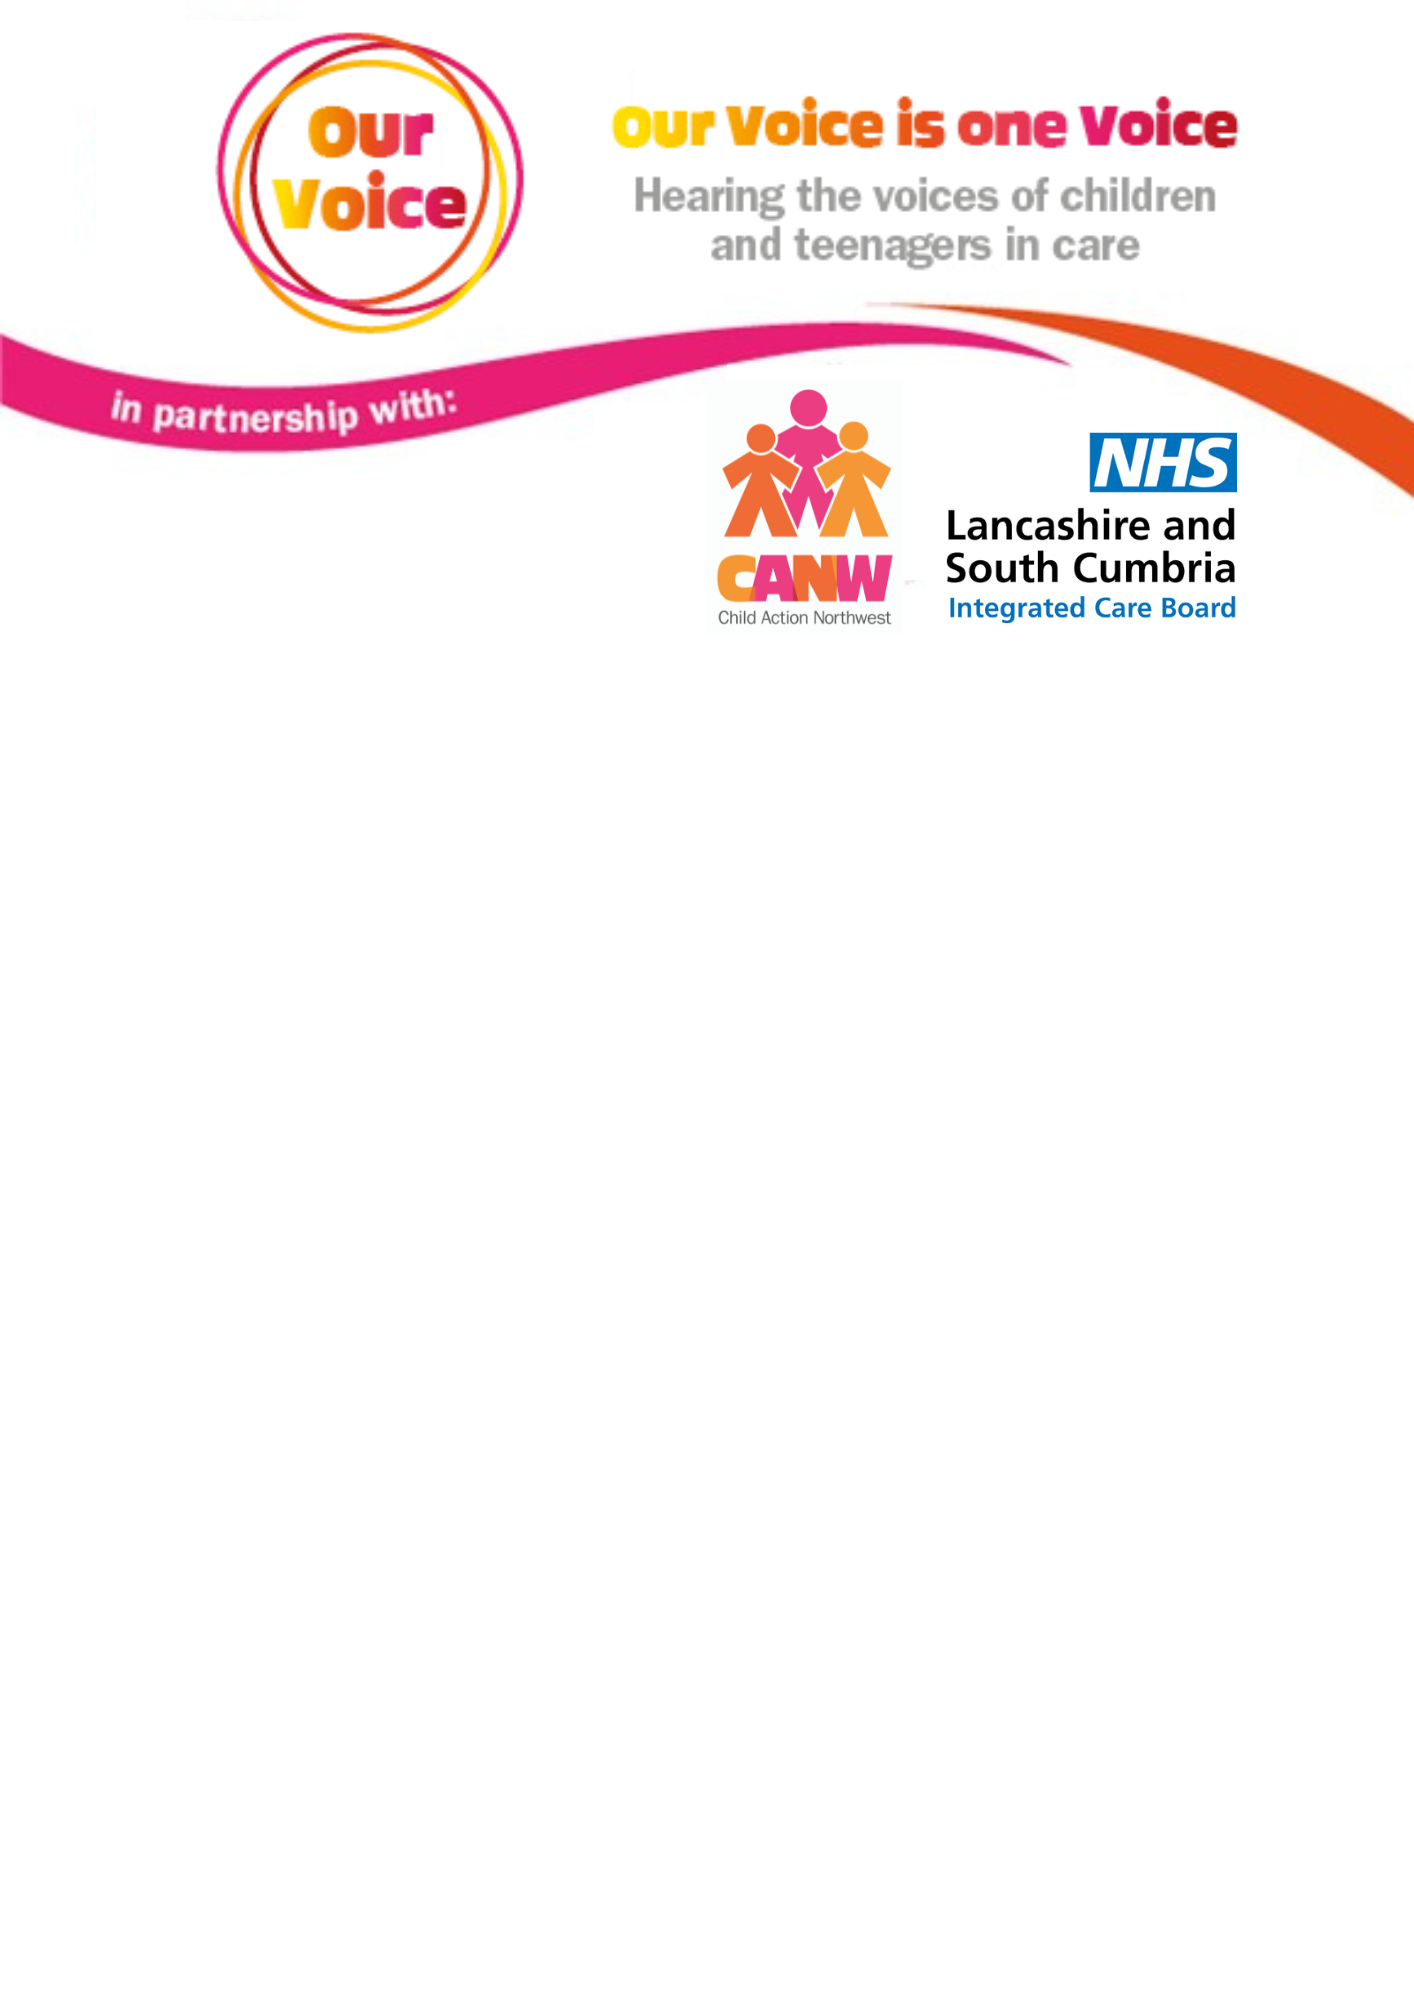 Our
Voice
Our Voice is one Voice
Hearing the voices of children
and teenagers in care
in partnership with:
CANW
Child Action Northwest
NHS
Lancashire and
South Cumbria
Integrated Care Board